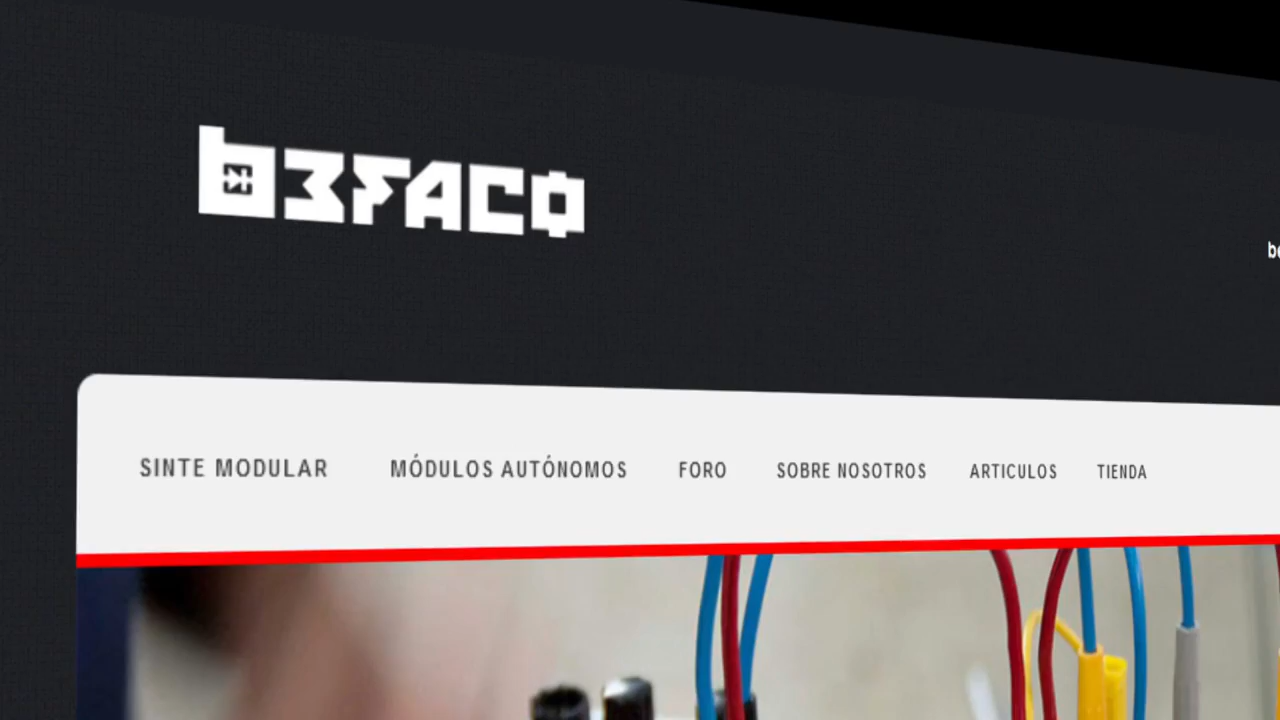 b3FACO
SINTE MODULAR MÓDULOS AUTÓNOMOS FORO SOBRE NOSOTROS ARTICULOS TIENDA